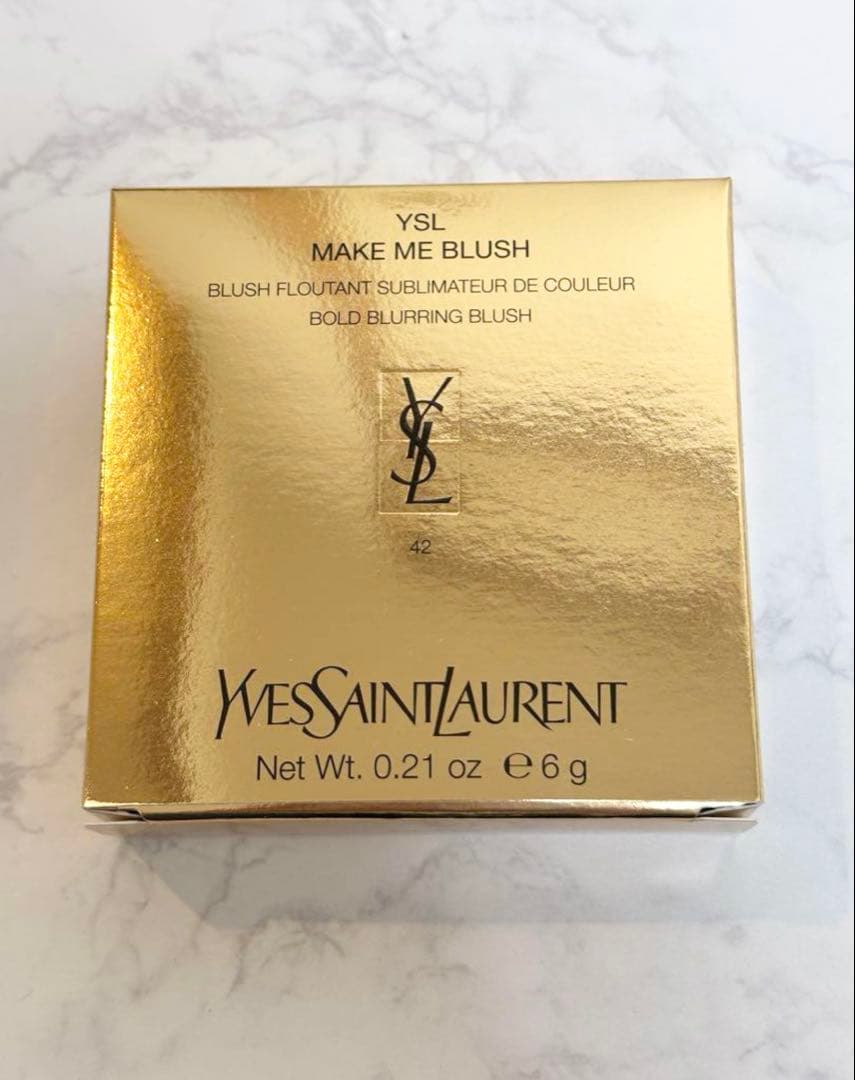 YSL
MAKE ME BLUSH
BLUSH FLOUTANT SUBLIMATEUR DE COULEUR
BOLD BLURRING BLUSH
YSL
42
YVESSAINTLAURENT
Net Wt. 0.21 oz ℮ 6 g